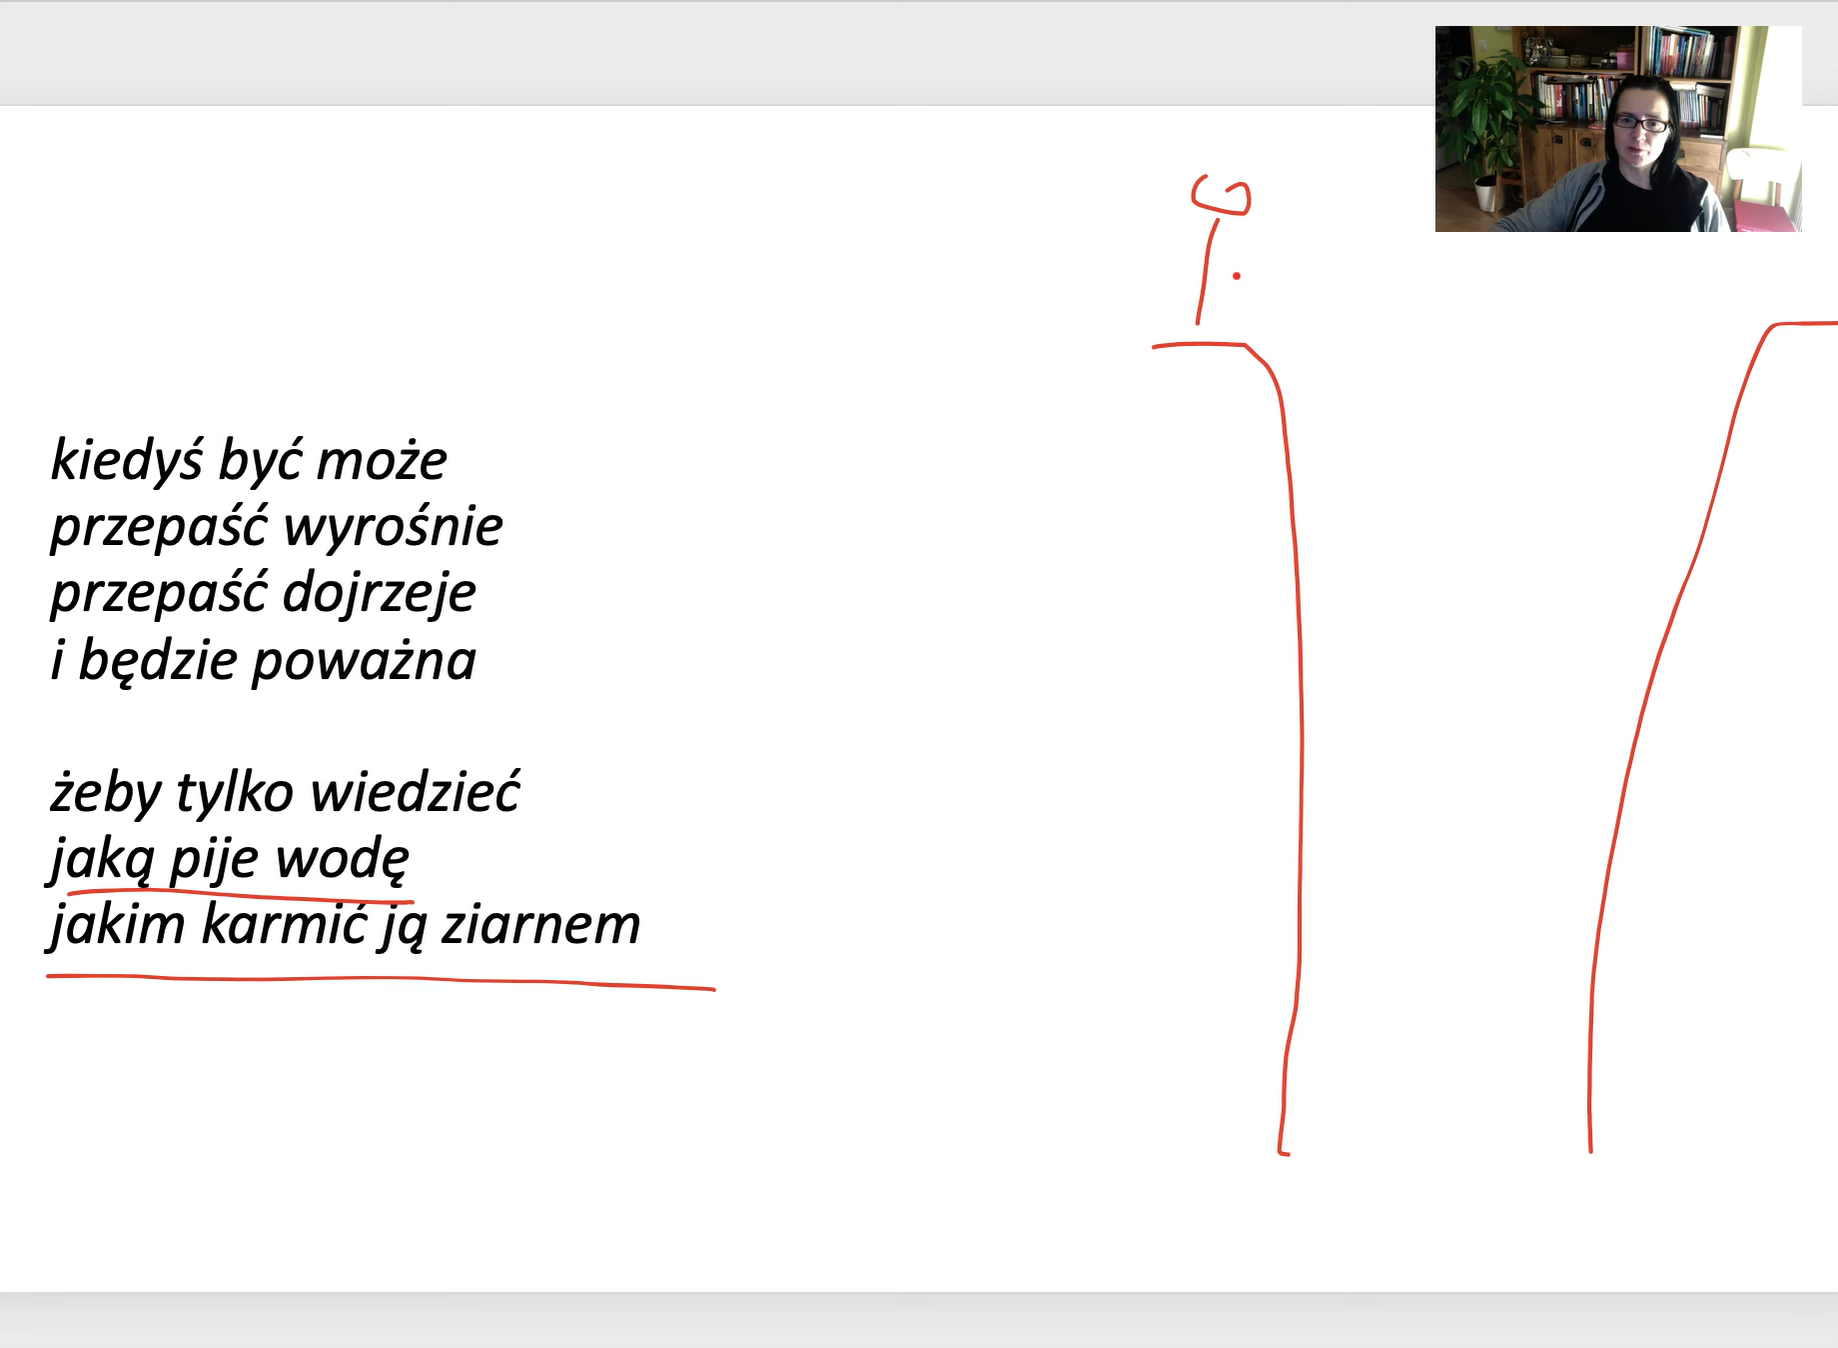 kiedyś być może
przepaść wyrośnie
przepaść dojrzeje
i będzie poważna
żeby tylko wiedzieć
jaką pije wodę
jakim karmić ją ziarnem